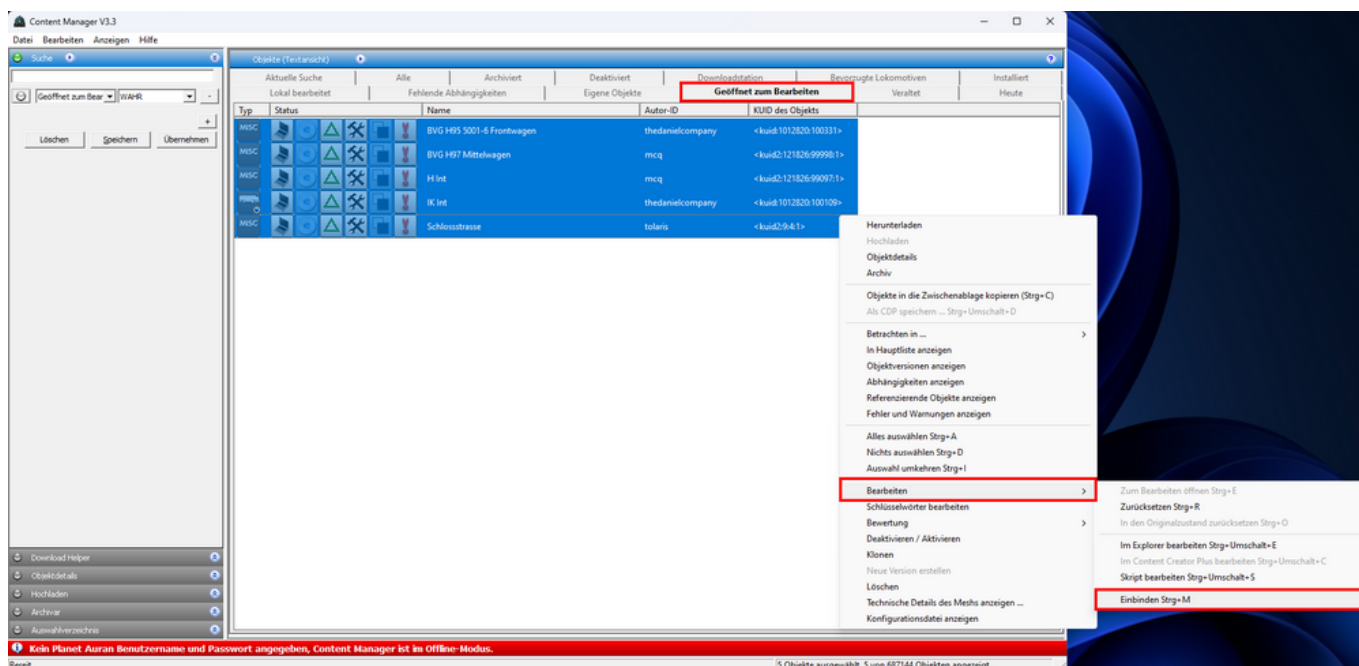 Content Manager V3.3
Datei Bearbeiten Anzeigen Hilfe
Suche
Geöffnet zum Bear WAHR -
+
Löschen Speichern Übernehmen
Download Helper
Objektdetails
Hochladen
Archivar
Auswahlverzeichnis
Objekte (Textansicht)
Aktuelle Suche Alle Archiviert Deaktiviert Downloadstation Bevorzugte Lokomotiven Installiert
Lokal bearbeitet Fehlende Abhängigkeiten Eigene Objekte Geöffnet zum Bearbeiten Veraltet Heute
Typ Status Name Autor-ID KUID des Objekts
MISC BVG H95 5001-6 Frontwagen thedanielcompany <kuid:1012820:100331>
MISC BVG H97 Mittelwagen mcq <kuid2:121826:99998:1>
MISC H Int mcq <kuid2:121826:99097:1>
IK Int thedanielcompany <kuid:1012820:100109>
MISC Schlossstrasse tolaris <kuid2:9:4:1>
Herunterladen
Hochladen
Objektdetails
Archiv
Objekte in die Zwischenablage kopieren (Strg+C)
Als CDP speichern ... Strg+Umschalt+D
Betrachten in ...
In Hauptliste anzeigen
Objektversionen anzeigen
Abhängigkeiten anzeigen
Referenzierende Objekte anzeigen
Fehler und Warnungen anzeigen
Alles auswählen Strg+A
Nichts auswählen Strg+D
Auswahl umkehren Strg+I
Bearbeiten
Schlüsselwörter bearbeiten
Bewertung
Deaktivieren / Aktivieren
Klonen
Neue Version erstellen
Löschen
Technische Details des Meshs anzeigen ...
Konfigurationsdatei anzeigen
Zum Bearbeiten öffnen Strg+E
Zurücksetzen Strg+R
In den Originalzustand zurücksetzen Strg+O
Im Explorer bearbeiten Strg+Umschalt+E
Im Content Creator Plus bearbeiten Strg+Umschalt+C
Skript bearbeiten Strg+Umschalt+S
Einbinden Strg+M
Kein Planet Auran Benutzername und Passwort angegeben, Content Manager ist im Offline-Modus.
Bereit 5 Objekte ausgewählt, 5 von 687144 Objekten angezeigt